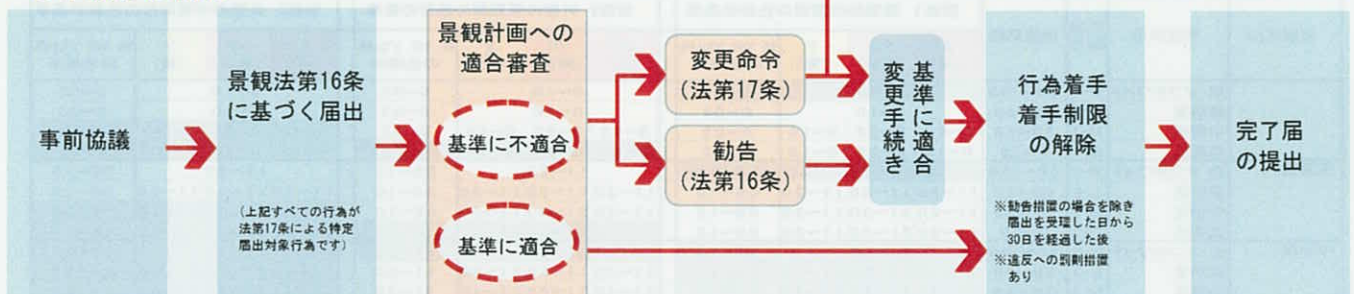 事前協議
景観法第16条
に基づく届出
(上記すべての行為が
法第17条による特定
届出対象行為です)
景観計画への
適合審査
基準に不適合
基準に適合
変更命令
(法第17条)
勧告
(法第16条)
基準に適合
変更手続き
行為着手
着手制限
の解除
※勧告措置の場合を除き
届出を受理した日から
30日を経過した後
※違反への罰則措置
あり
完了届
の提出